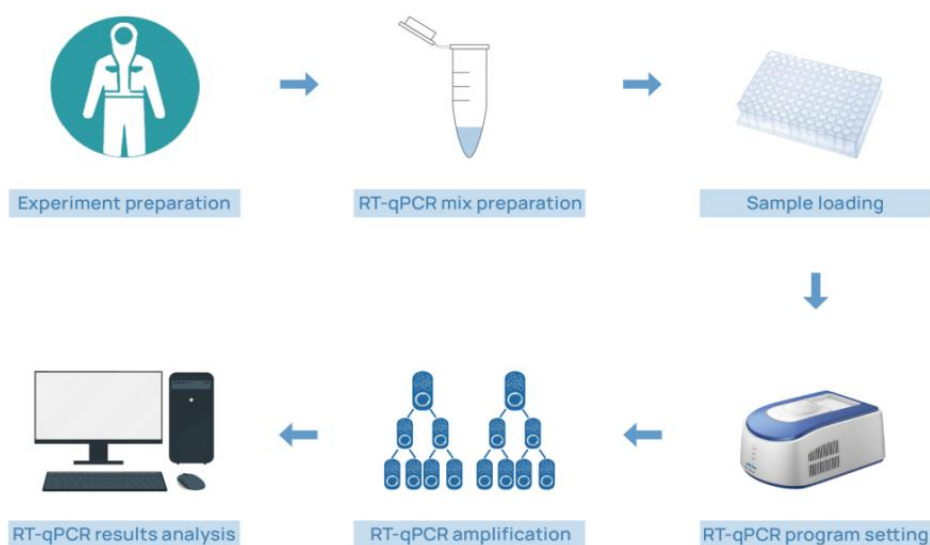 Experiment preparation
RT-qPCR mix preparation
Sample loading
RT-qPCR program setting
RT-qPCR amplification
RT-qPCR results analysis